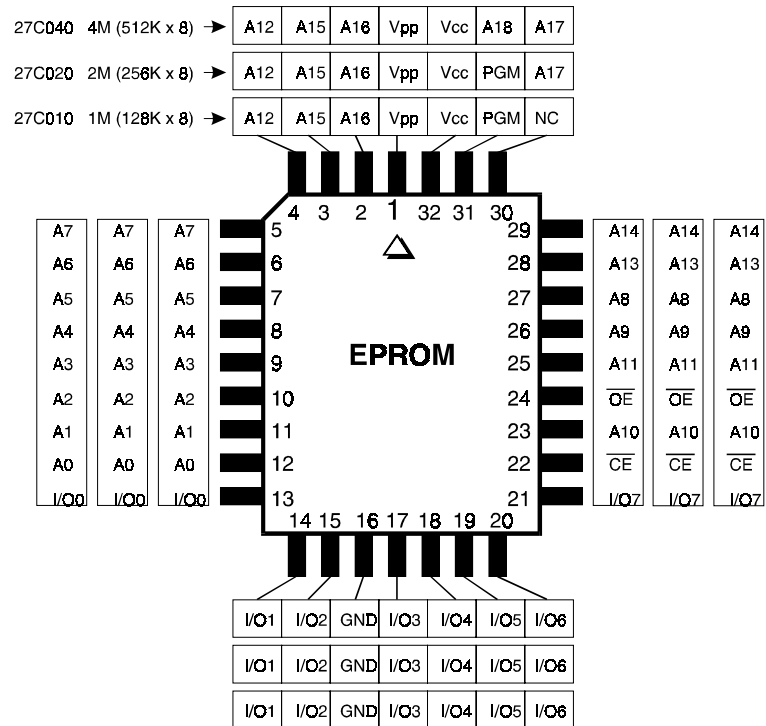 27C040 4M (512K x 8) A12 A15 A16 Vpp Vcc A18 A17
27C020 2M (256K x 8) A12 A15 A16 Vpp Vcc PGM A17
27C010 1M (128K x 8) A12 A15 A16 Vpp Vcc PGM NC
4 3 2 1 32 31 30
A7 A7 A7 5 29 A14 A14 A14
A6 A6 A6 6 28 A13 A13 A13
A5 A5 A5 7 27 A8 A8 A8
A4 A4 A4 8 26 A9 A9 A9
EPROM
A3 A3 A3 9 25 A11 A11 A11
A2 A2 A2 10 24 OE OE OE
A1 A1 A1 11 23 A10 A10 A10
A0 A0 A0 12 22 CE CE CE
I/O0 I/O0 I/O0 13 21 I/O7 I/O7 I/O7
14 15 16 17 18 19 20
I/O1 I/O2 GND I/O3 I/O4 I/O5 I/O6
I/O1 I/O2 GND I/O3 I/O4 I/O5 I/O6
I/O1 I/O2 GND I/O3 I/O4 I/O5 I/O6